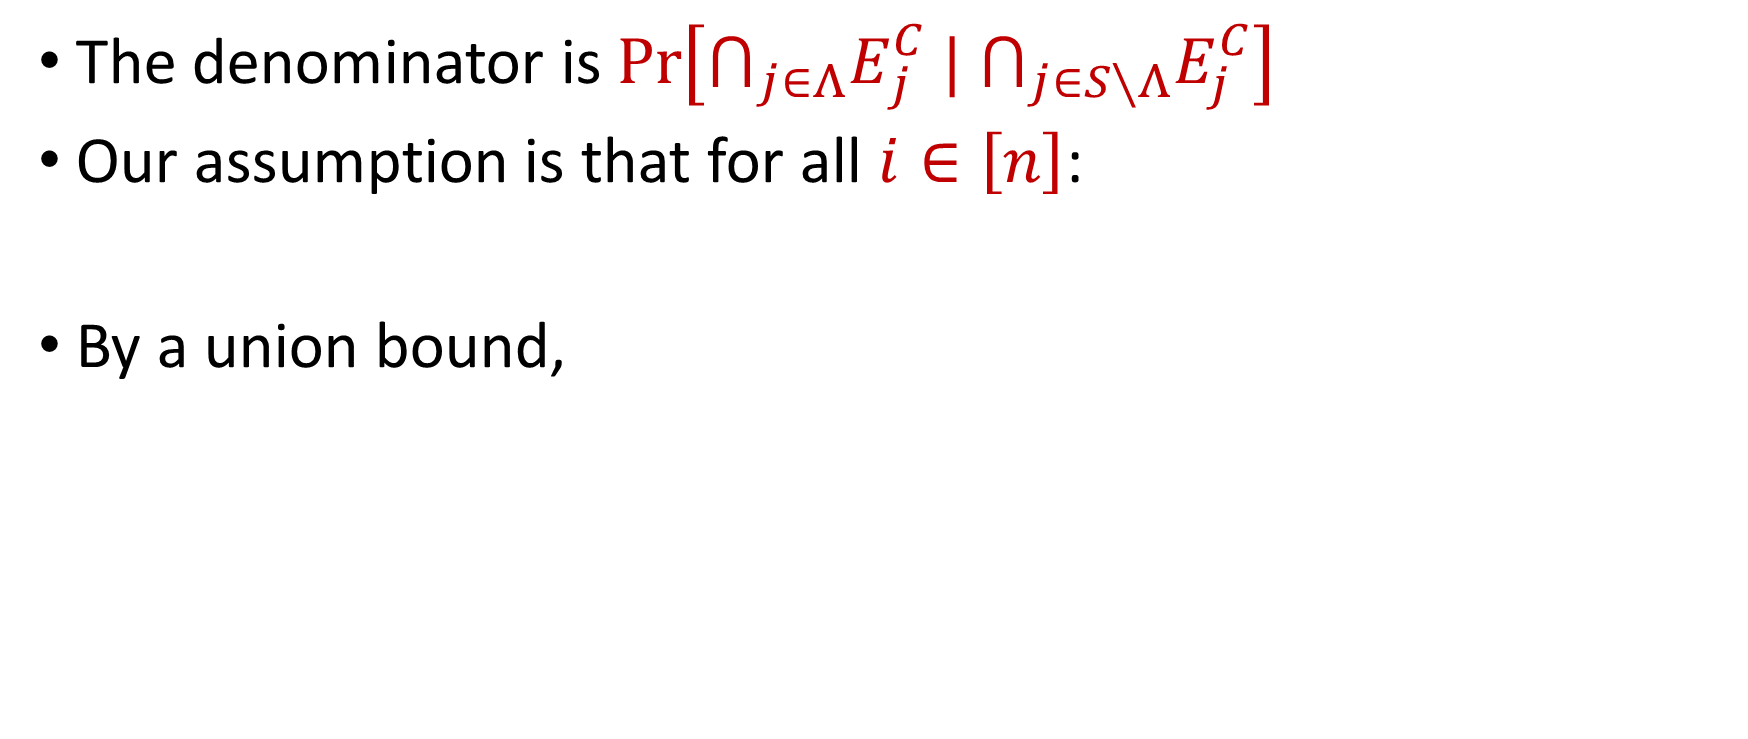 • The denominator is Pr[⋂_{j∈Λ} E_j^C | ⋂_{j∈S\Λ} E_j^C]
• Our assumption is that for all i ∈ [n]:
• By a union bound,